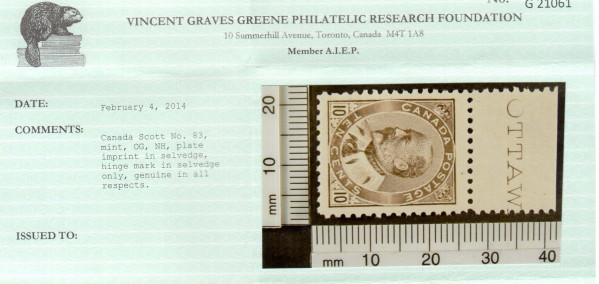 No. G 21061
VINCENT GRAVES GREENE PHILATELIC RESEARCH FOUNDATION
10 Summerhill Avenue, Toronto, Canada M4T 1A8
Member A.I.E.P.
DATE: February 4, 2014
COMMENTS: Canada Scott No. 83,
mint, OG, NH, plate
imprint in selvedge,
hinge mark in selvedge
only, genuine in all
respects.
ISSUED TO:
20
10
mm
CANADA POSTAGE
TEN CENTS
10
10
OTTAW
mm 10 20 30 40